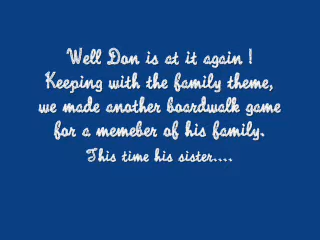 Well Don is at it again !
Keeping with the family theme,
we made another boardwalk game
for a memeber of his family.
This time his sister....